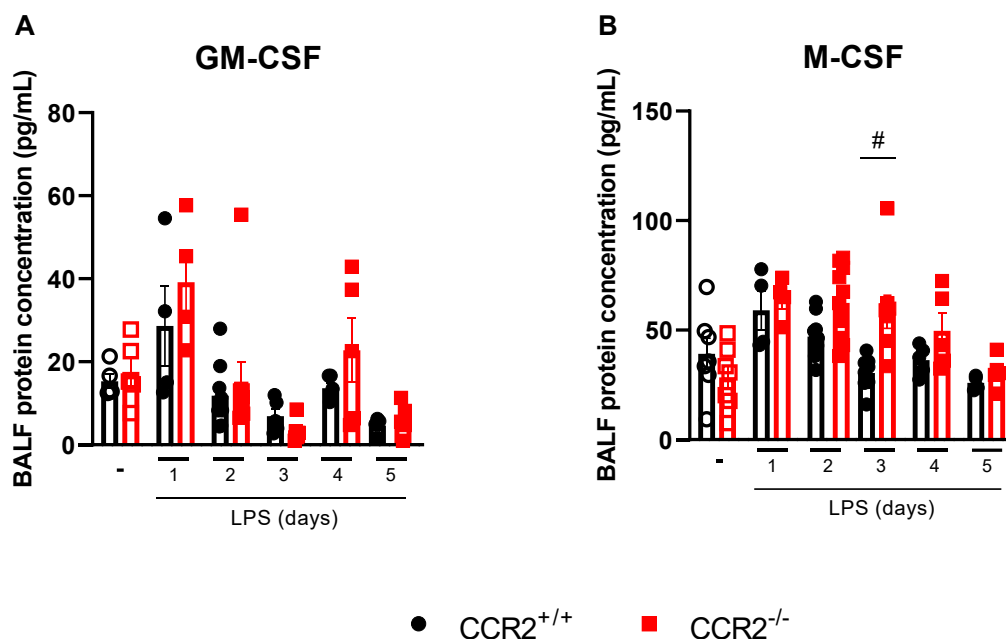 A
GM-CSF
BALF protein concentration (pg/mL)
80
60
40
20
0
- 1 2 3 4 5
LPS (days)
B
M-CSF
BALF protein concentration (pg/mL)
150
100
50
0
#
- 1 2 3 4 5
LPS (days)
CCR2+/+ CCR2-/-